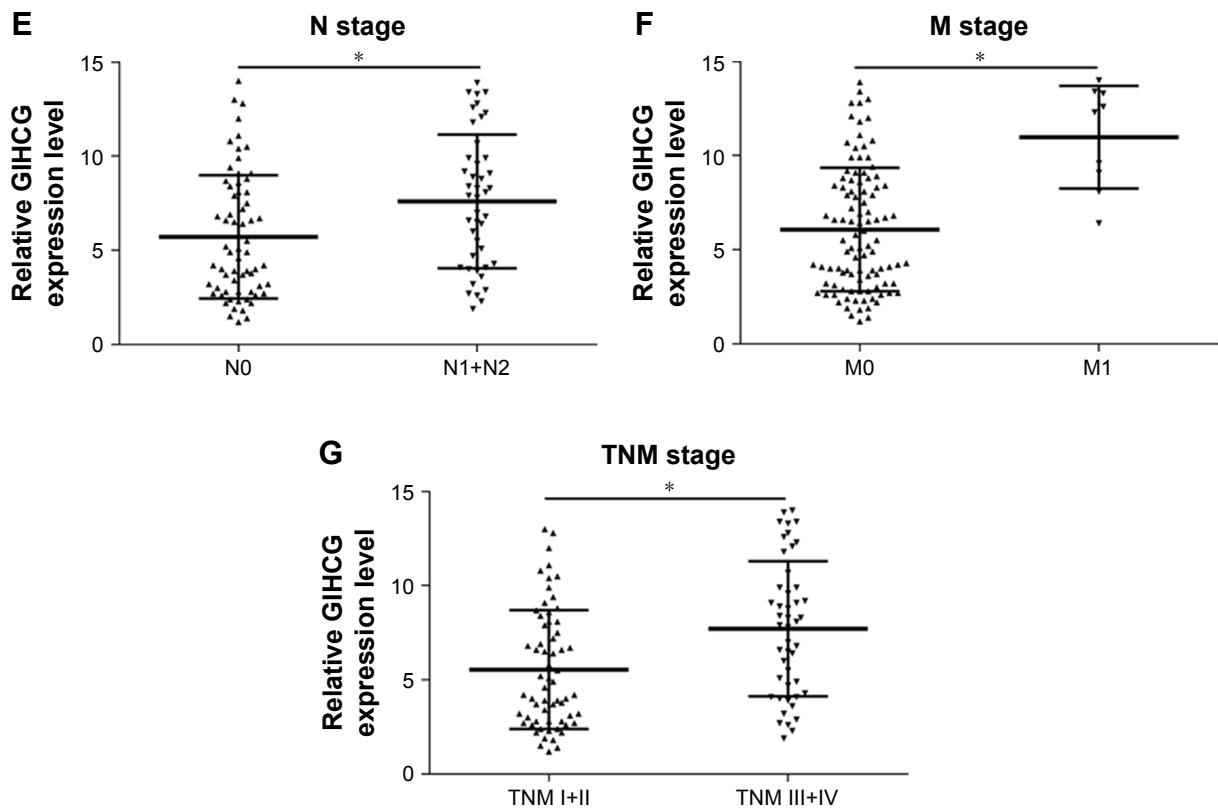 E
N stage
*
Relative GIHCG
expression level
15
10
5
0
N0
N1+N2
F
M stage
*
Relative GIHCG
expression level
15
10
5
0
M0
M1
G
TNM stage
*
Relative GIHCG
expression level
15
10
5
0
TNM I+II
TNM III+IV